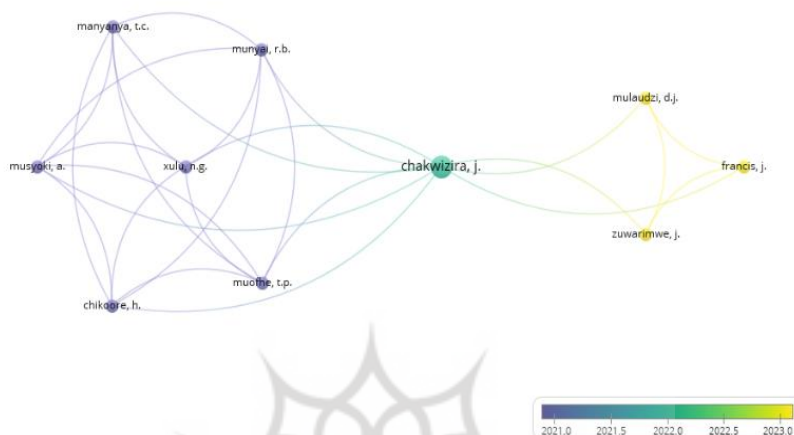 manyanya, t.c.
munyai, r.b.
mulaudzi, d.j.
musyoki, a.
xulu, n.g.
chakwizira, j.
francis, j.
zuwarimwe, j.
muofhe, t.p.
chikoore, h.
2021.0 2021.5 2022.0 2022.5 2023.0